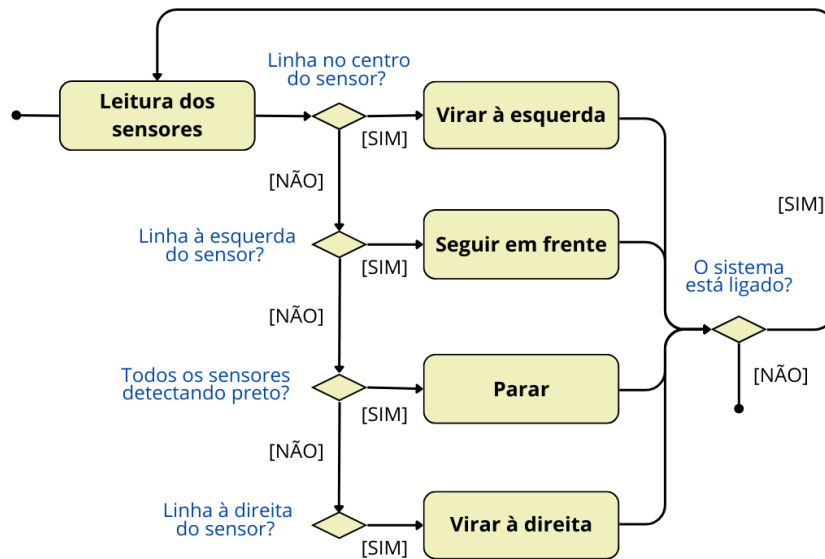 Linha no centro
do sensor?
Leitura dos
sensores
[SIM]
Virar à esquerda
[NÃO]
[SIM]
Linha à esquerda
do sensor?
[SIM]
Seguir em frente
O sistema
está ligado?
[NÃO]
[NÃO]
Todos os sensores
detectando preto?
[SIM]
Parar
[NÃO]
Linha à direita
do sensor?
[SIM]
Virar à direita